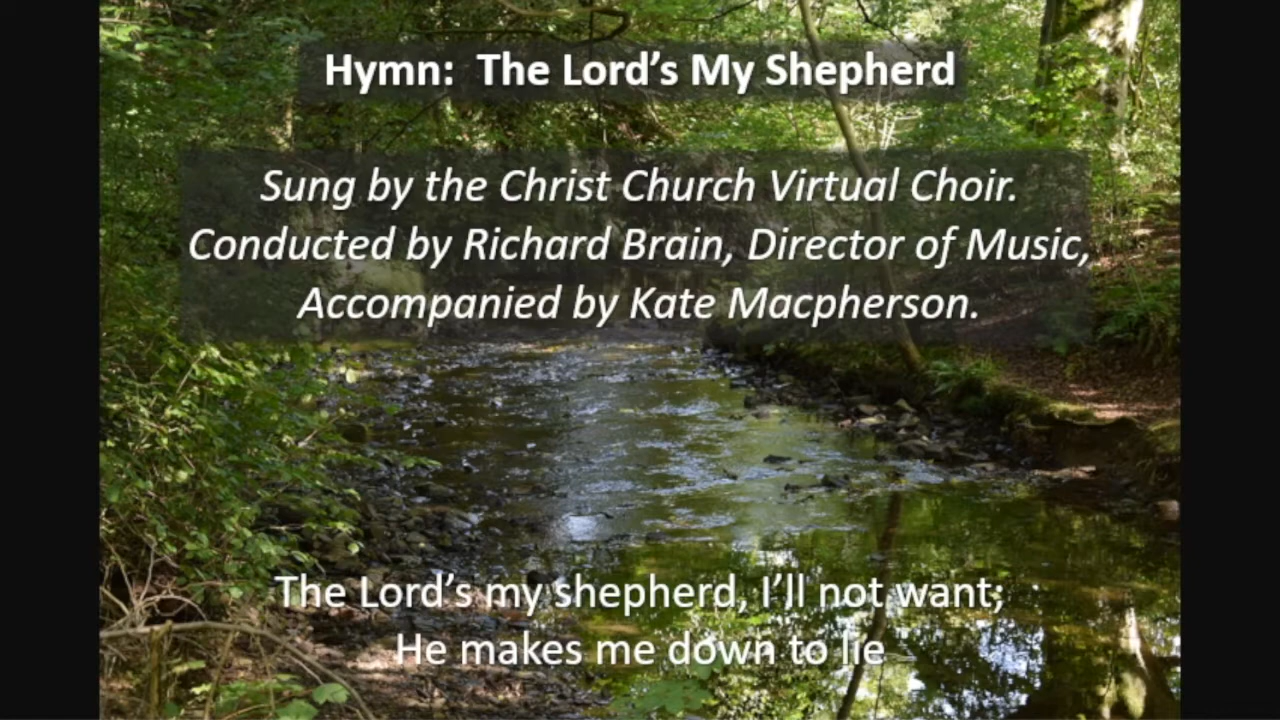 Hymn:  The Lord’s My Shepherd
Sung by the Christ Church Virtual Choir.
Conducted by Richard Brain, Director of Music,
Accompanied by Kate Macpherson.
The Lord’s my shepherd, I’ll not want;
He makes me down to lie